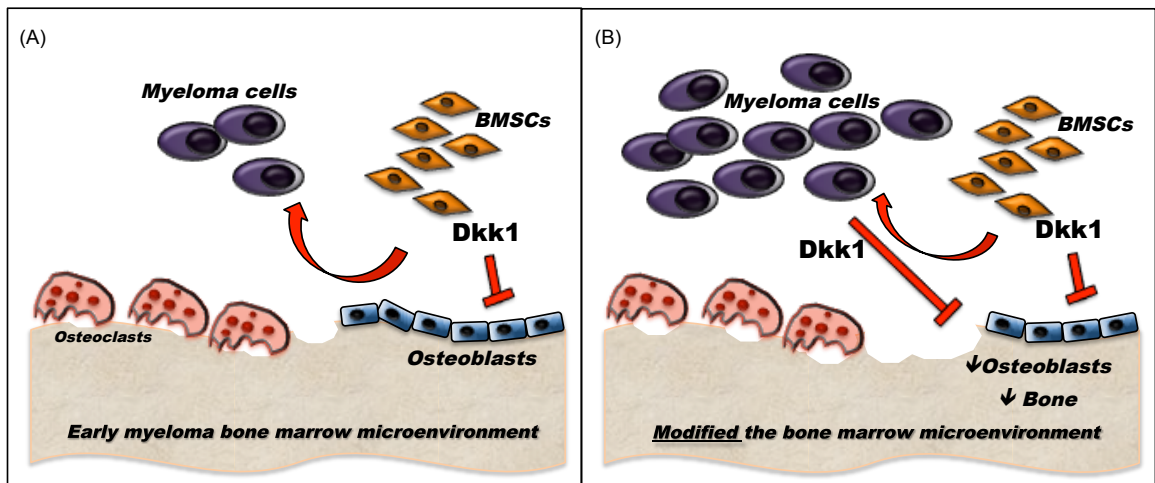 (A)
Myeloma cells
BMSCs
Dkk1
Osteoclasts
Osteoblasts
Early myeloma bone marrow microenvironment
(B)
Myeloma cells
BMSCs
Dkk1
Dkk1
↓Osteoblasts
↓ Bone
Modified the bone marrow microenvironment